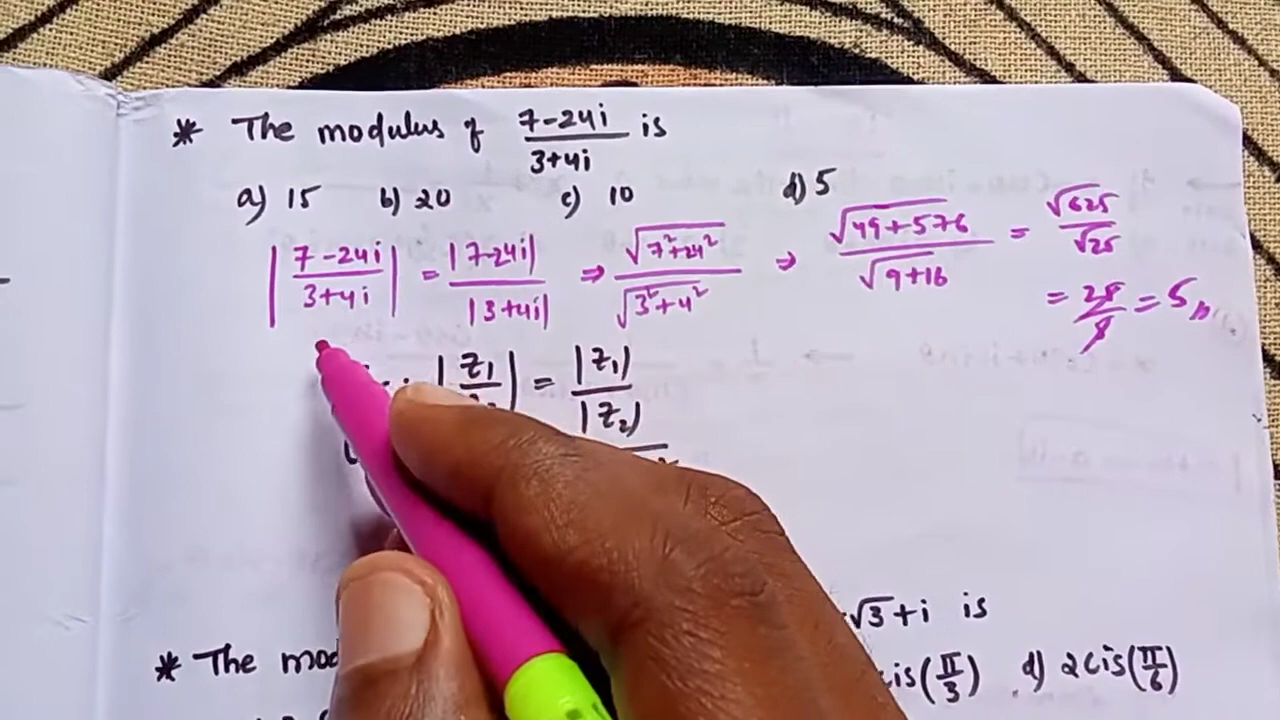 * The modulus of (7-24i)/(3+4i) is
a) 15 b) 20 c) 10 d) 5
|(7-24i)/(3+4i)| = |7-24i|/|3+4i| ⇒ √(7²+24²)/√(3²+4²) ⇒ √(49+576)/√(9+16) = √625/√25
= 25/5 = 5
|z₁/z₂| = |z₁|/|z₂|
√3+i is
* The mod
cis(π/3) d) 2cis(π/6)